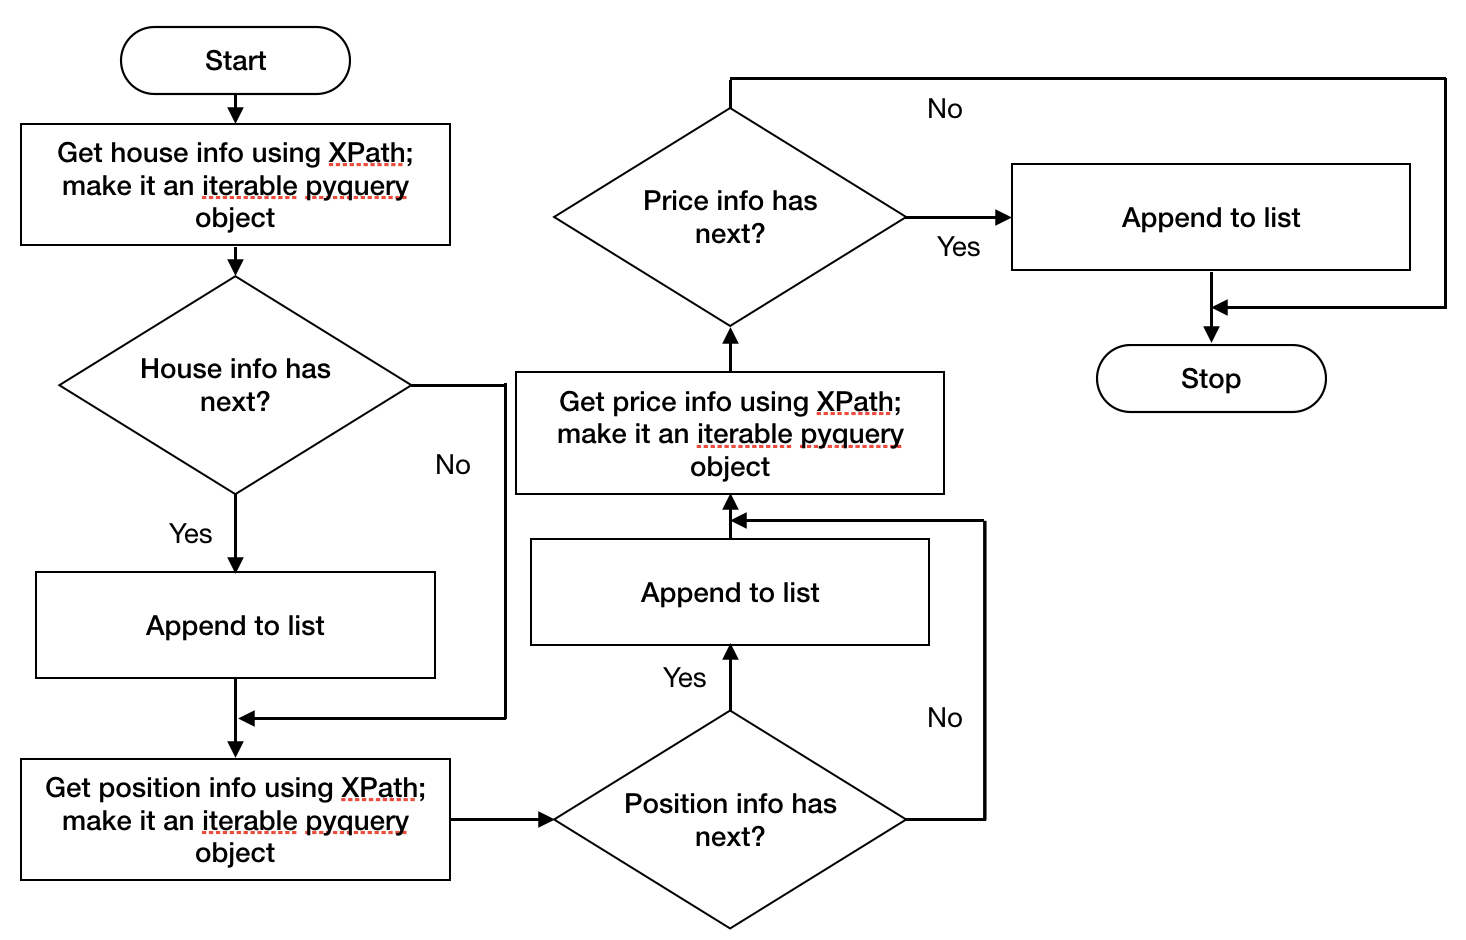 Start
Get house info using XPath;
make it an iterable pyquery
object
House info has
next?
No
Yes
Append to list
Get position info using XPath;
make it an iterable pyquery
object
Position info has
next?
No
Yes
Append to list
Get price info using XPath;
make it an iterable pyquery
object
Price info has
next?
No
Yes
Append to list
Stop